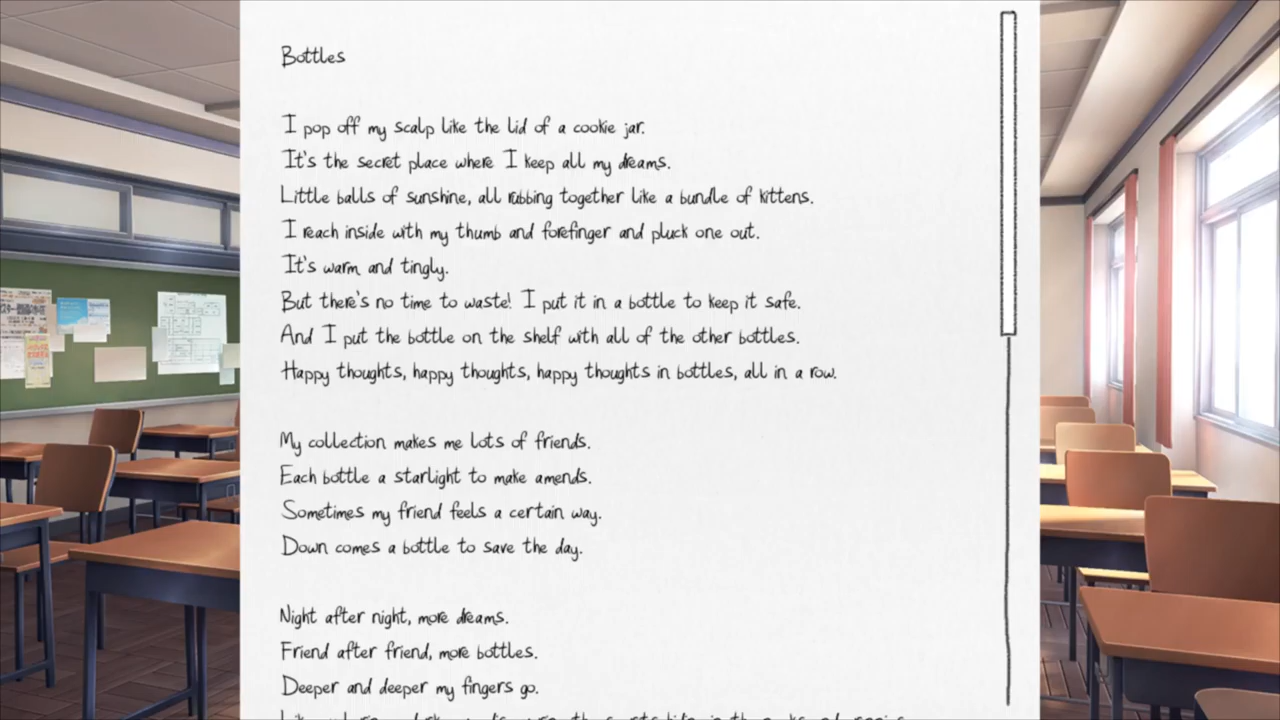 Bottles
I pop off my scalp like the lid of a cookie jar.
It's the secret place where I keep all my dreams.
Little balls of sunshine, all rubbing together like a bundle of kittens.
I reach inside with my thumb and forefinger and pluck one out.
It's warm and tingly.
But there's no time to waste! I put it in a bottle to keep it safe.
And I put the bottle on the shelf with all of the other bottles.
Happy thoughts, happy thoughts, happy thoughts in bottles, all in a row.
My collection makes me lots of friends.
Each bottle a starlight to make amends.
Sometimes my friend feels a certain way.
Down comes a bottle to save the day.
Night after night, more dreams.
Friend after friend, more bottles.
Deeper and deeper my fingers go.